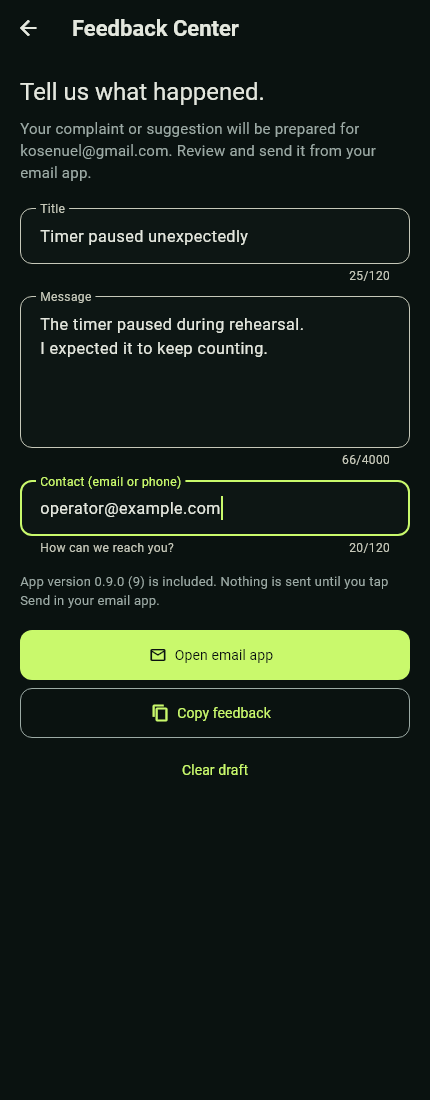 Feedback Center
Tell us what happened.
Your complaint or suggestion will be prepared for
kosenuel@gmail.com. Review and send it from your
email app.
Title
Timer paused unexpectedly
25/120
Message
The timer paused during rehearsal.
I expected it to keep counting.
66/4000
Contact (email or phone)
operator@example.com
How can we reach you?
20/120
App version 0.9.0 (9) is included. Nothing is sent until you tap
Send in your email app.
Open email app
Copy feedback
Clear draft